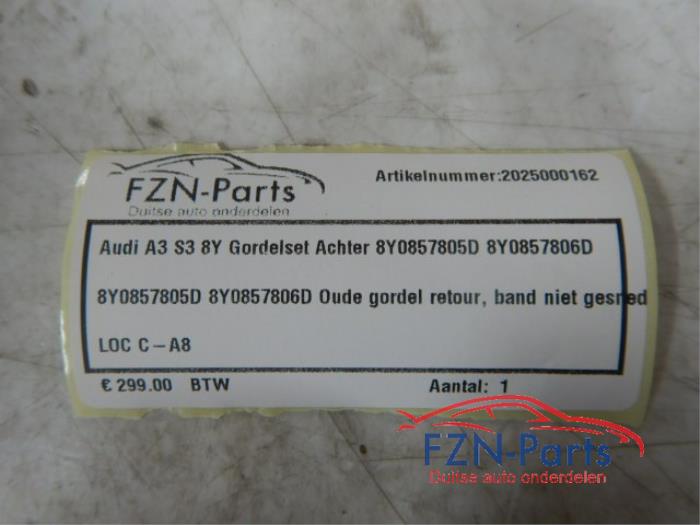 FZN-Parts
Duitse auto onderdelen
Artikelnummer:2025000162
Audi A3 S3 8Y Gordelset Achter 8Y0857805D 8Y0857806D
8Y0857805D 8Y0857806D Oude gordel retour, band niet gesned
LOC C-A8
€ 299.00 BTW
Aantal: 1
FZN-Parts
Duitse auto onderdelen